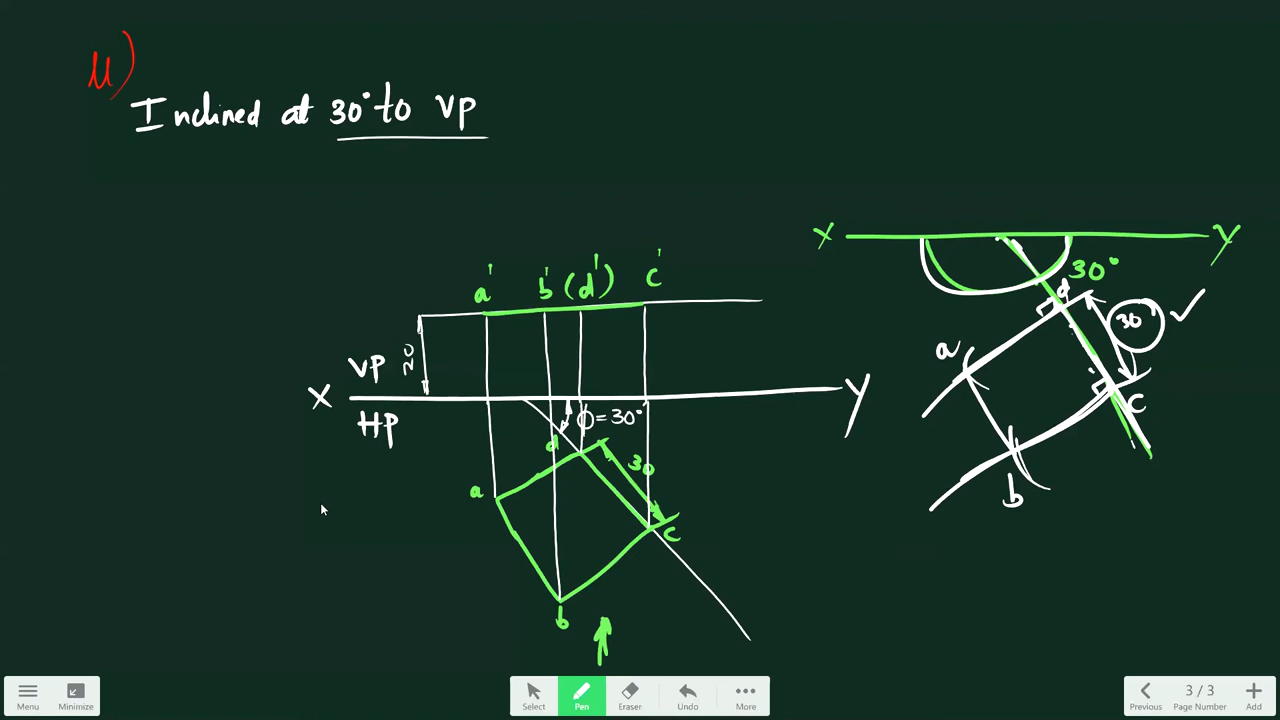 11)
Inclined at 30° to VP
X
Y
30°
d
30
a
c
b
a'
b'
(d')
c'
20
VP
X
Y
HP
ϕ=30°
d
30
a
c
b
Menu
Minimize
Select
Pen
Eraser
Undo
More
Previous
3 / 3
Page Number
Add